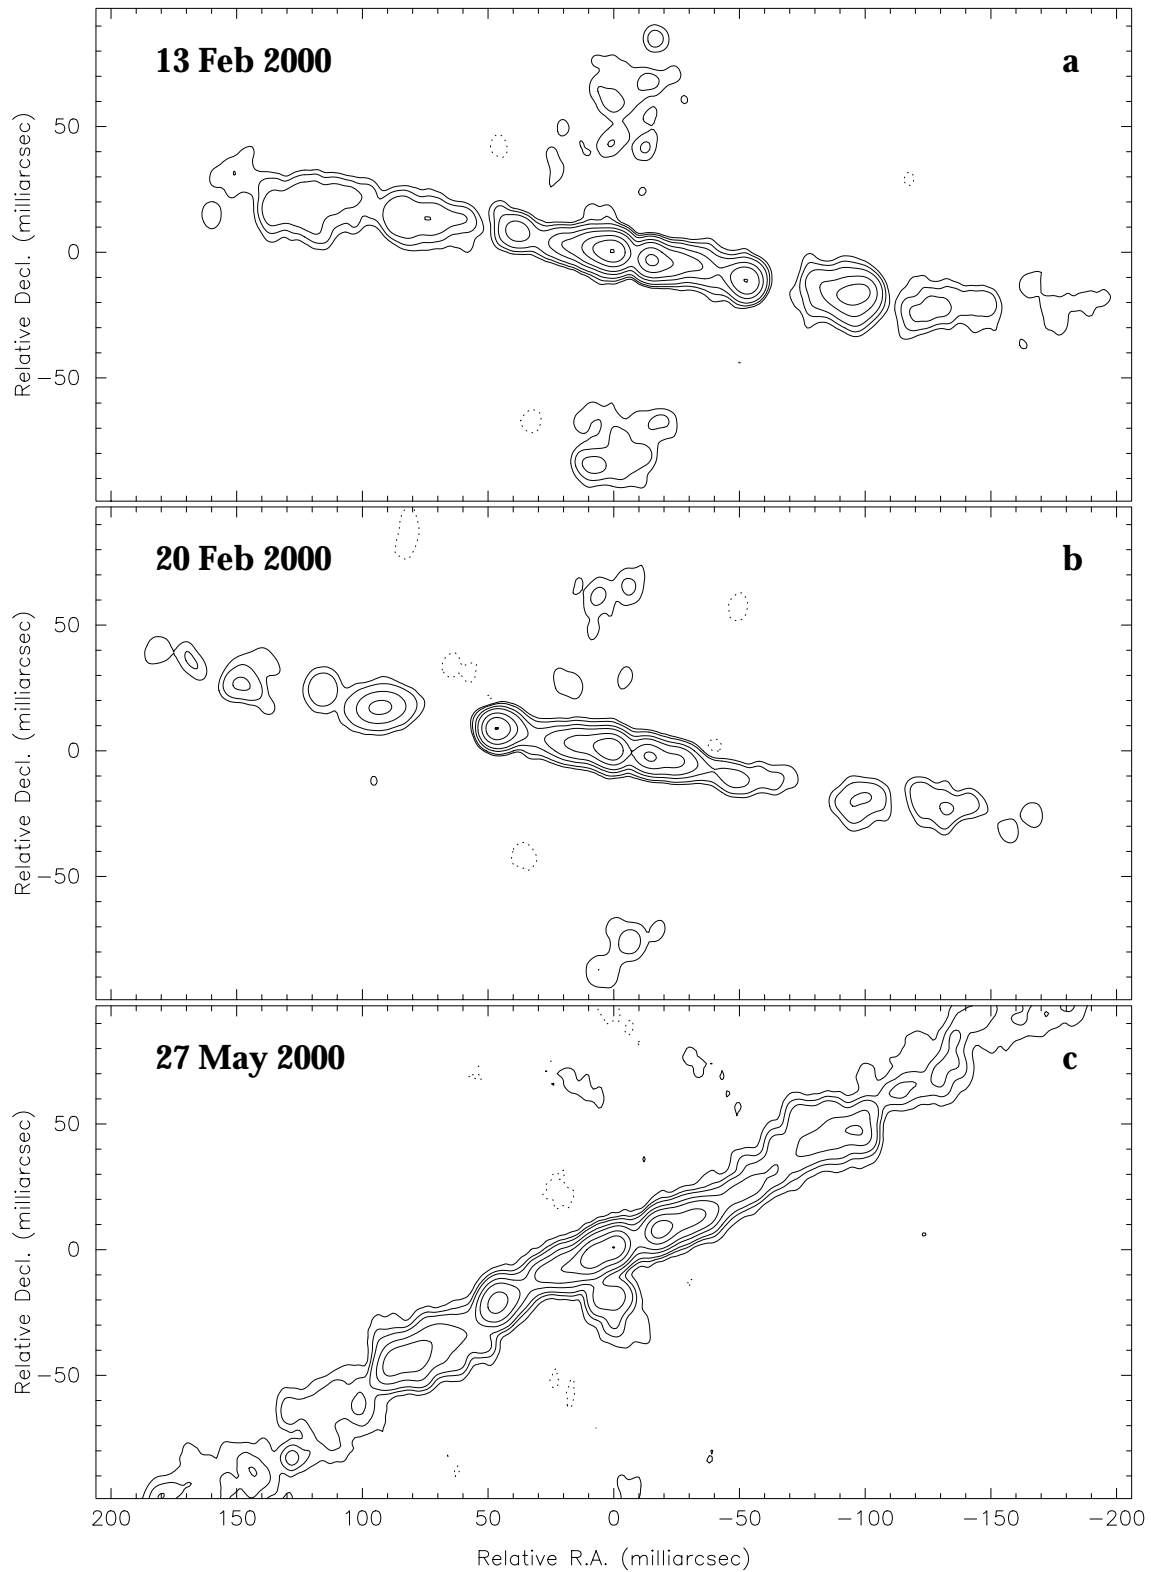 13 Feb 2000 a
50
0
−50
Relative Decl. (milliarcsec)
20 Feb 2000 b
50
0
−50
Relative Decl. (milliarcsec)
27 May 2000 c
50
0
−50
Relative Decl. (milliarcsec)
200 150 100 50 0 −50 −100 −150 −200
Relative R.A. (milliarcsec)